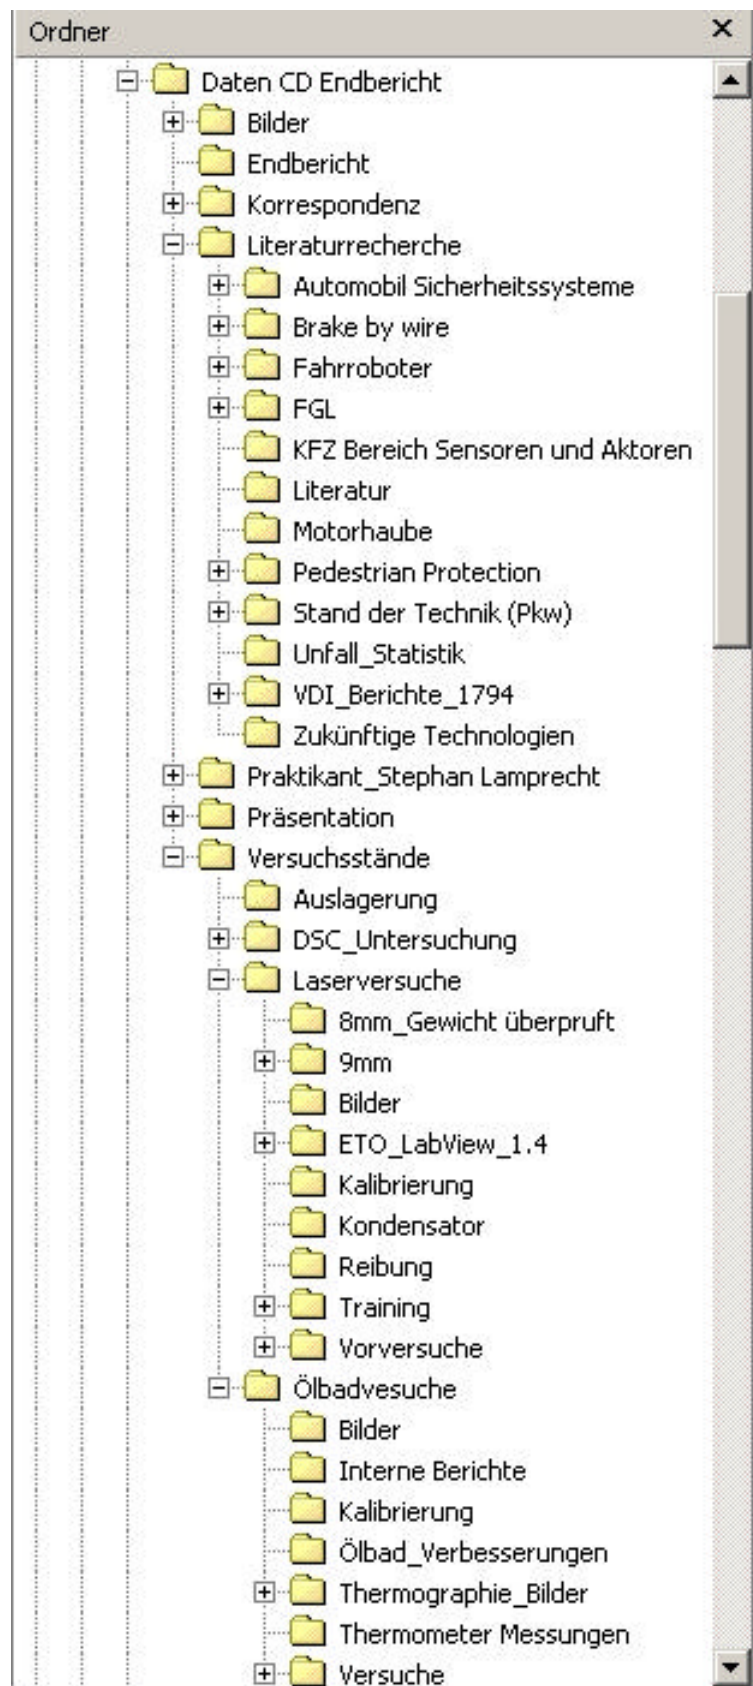 Ordner
Daten CD Endbericht
Bilder
Endbericht
Korrespondenz
Literaturrecherche
Automobil Sicherheitssysteme
Brake by wire
Fahrroboter
FGL
KFZ Bereich Sensoren und Aktoren
Literatur
Motorhaube
Pedestrian Protection
Stand der Technik (Pkw)
Unfall_Statistik
VDI_Berichte_1794
Zukünftige Technologien
Praktikant_Stephan Lamprecht
Präsentation
Versuchsstände
Auslagerung
DSC_Untersuchung
Laserversuche
8mm_Gewicht überpruft
9mm
Bilder
ETO_LabView_1.4
Kalibrierung
Kondensator
Reibung
Training
Vorversuche
Ölbadvesuche
Bilder
Interne Berichte
Kalibrierung
Ölbad_Verbesserungen
Thermographie_Bilder
Thermometer Messungen
Versuche